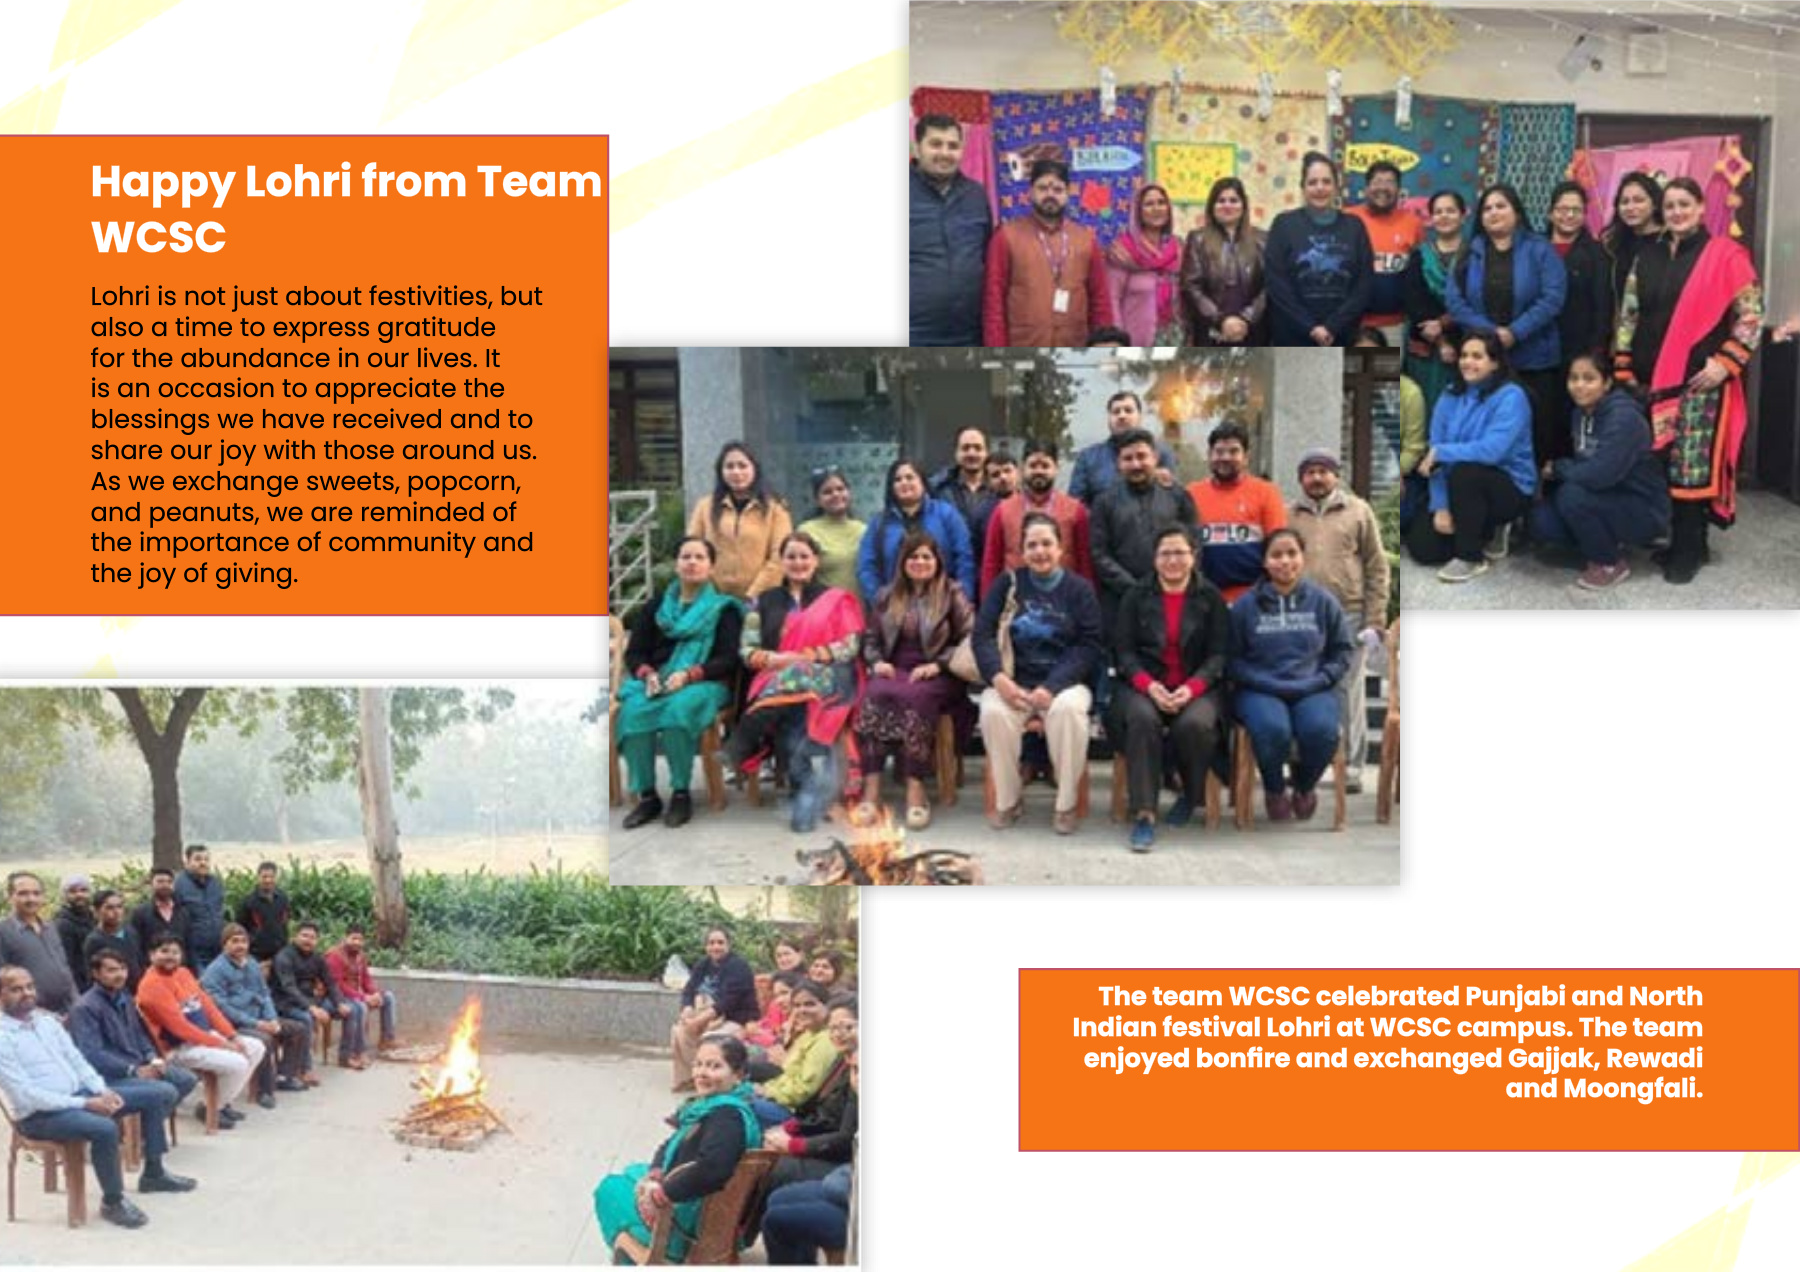 Happy Lohri from Team
WCSC
Lohri is not just about festivities, but
also a time to express gratitude
for the abundance in our lives. It
is an occasion to appreciate the
blessings we have received and to
share our joy with those around us.
As we exchange sweets, popcorn,
and peanuts, we are reminded of
the importance of community and
the joy of giving.
The team WCSC celebrated Punjabi and North
Indian festival Lohri at WCSC campus. The team
enjoyed bonfire and exchanged Gajjak, Rewadi
and Moongfali.